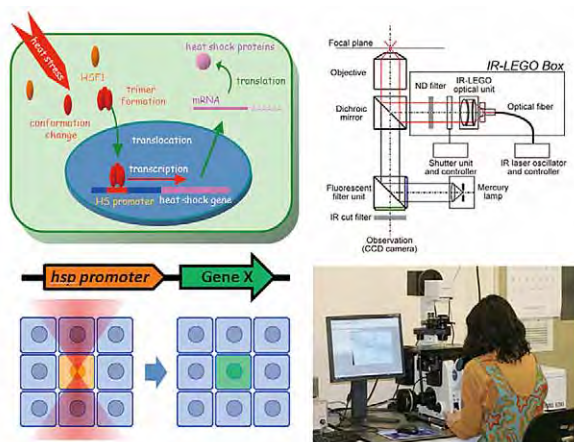 heat stress
HSF1
conformation
change
trimer
formation
translocation
transcription
HS promoter
heat-shock gene
mRNA
translation
heat shock proteins
Focal plane
Objective
Dichroic
mirror
Fluorescent
filter unit
IR cut filter
Observation
(CCD camera)
IR-LEGO Box
ND filter
IR-LEGO
optical unit
Optical fiber
Shutter unit
and controller
IR laser oscillator
and controller
Mercury
lamp
hsp promoter
Gene X